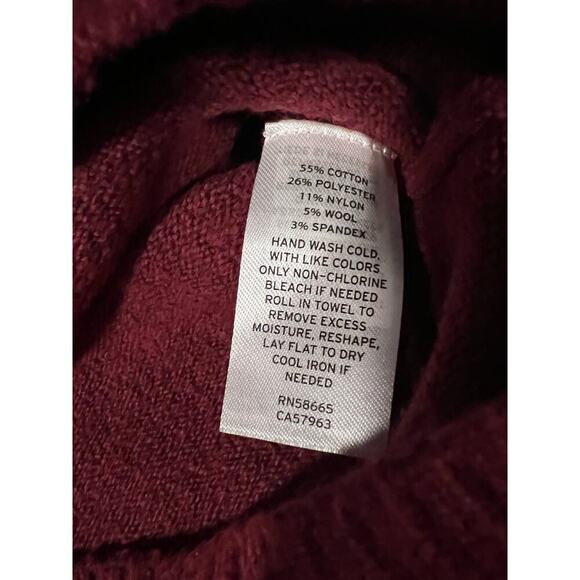 55% COTTON
26% POLYESTER
11% NYLON
5% WOOL
3% SPANDEX
HAND WASH COLD,
WITH LIKE COLORS
ONLY NON-CHLORINE
BLEACH IF NEEDED
ROLL IN TOWEL TO
REMOVE EXCESS
MOISTURE, RESHAPE,
LAY FLAT TO DRY
COOL IRON IF
NEEDED
RN58665
CA57963